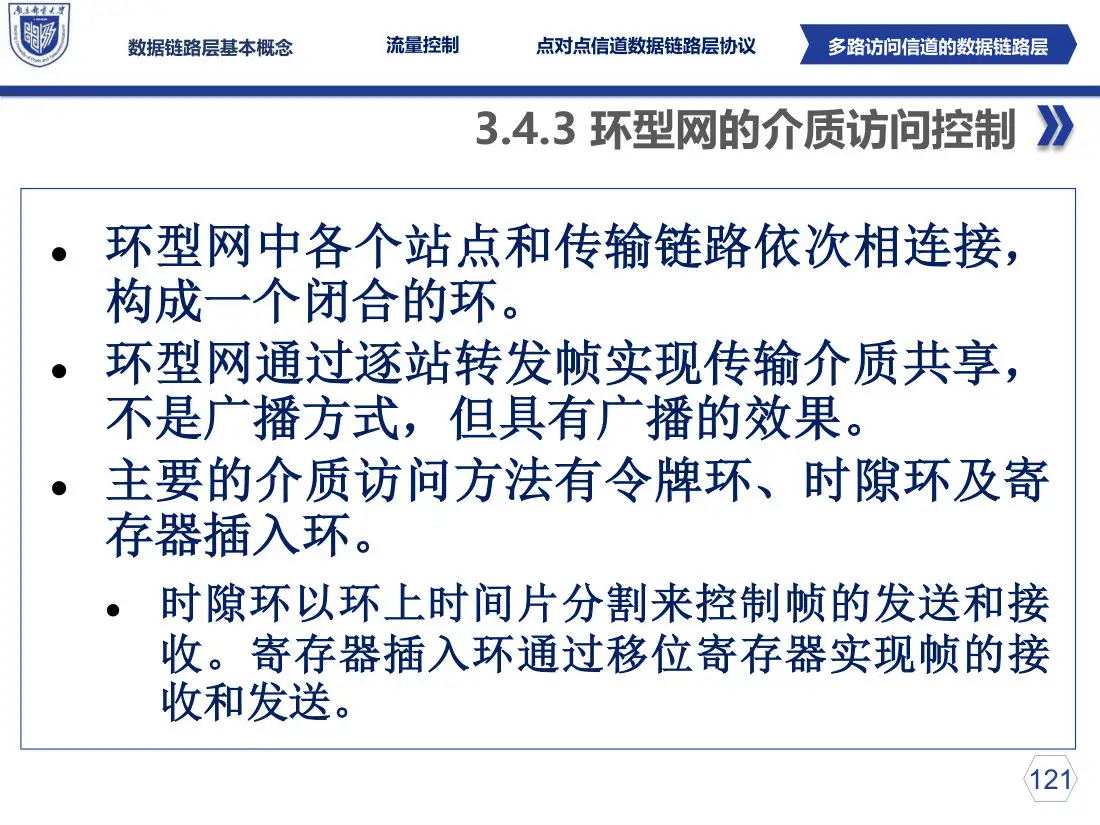 南京邮电大学
数据链路层基本概念
流量控制
点对点信道数据链路层协议
多路访问信道的数据链路层
3.4.3 环型网的介质访问控制
● 环型网中各个站点和传输链路依次相连接，
构成一个闭合的环。
● 环型网通过逐站转发帧实现传输介质共享，
不是广播方式，但具有广播的效果。
● 主要的介质访问方法有令牌环、时隙环及寄
存器插入环。
● 时隙环以环上时间片分割来控制帧的发送和接
收。寄存器插入环通过移位寄存器实现帧的接
收和发送。
121